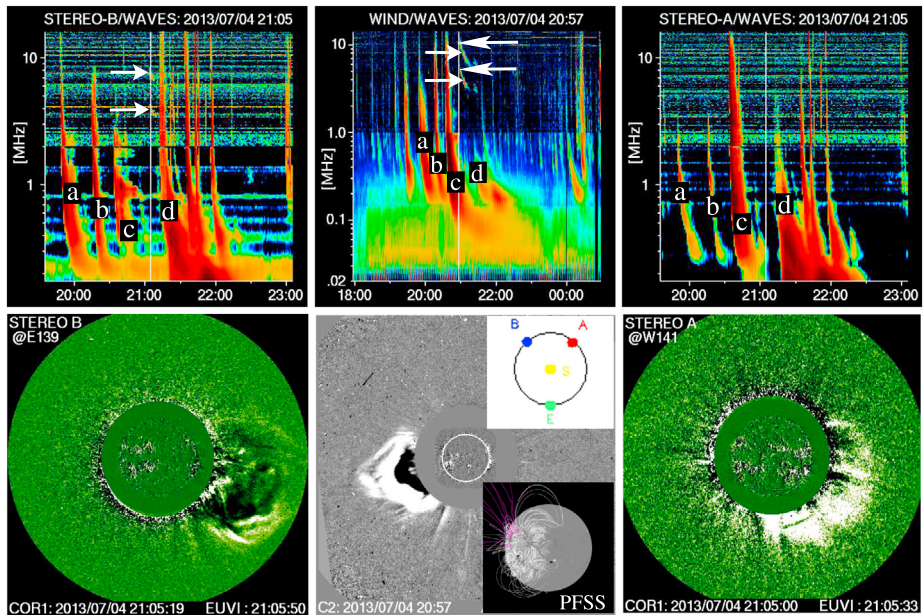 STEREO-B/WAVES: 2013/07/04 21:05
10
1
[MHz]
a
b
c
d
20:00
21:00
22:00
23:00
WIND/WAVES: 2013/07/04 20:57
10
1.0
0.1
.02
[MHz]
a
b
c
d
18:00
20:00
22:00
00:00
STEREO-A/WAVES: 2013/07/04 21:05
10
1
[MHz]
a
b
c
d
20:00
21:00
22:00
23:00
STEREO B
@E139
COR1: 2013/07/04 21:05:19
EUVI : 21:05:50
B
A
S
E
PFSS
C2: 2013/07/04 20:57
STEREO A
@W141
COR1: 2013/07/04 21:05:00
EUVI : 21:05:33